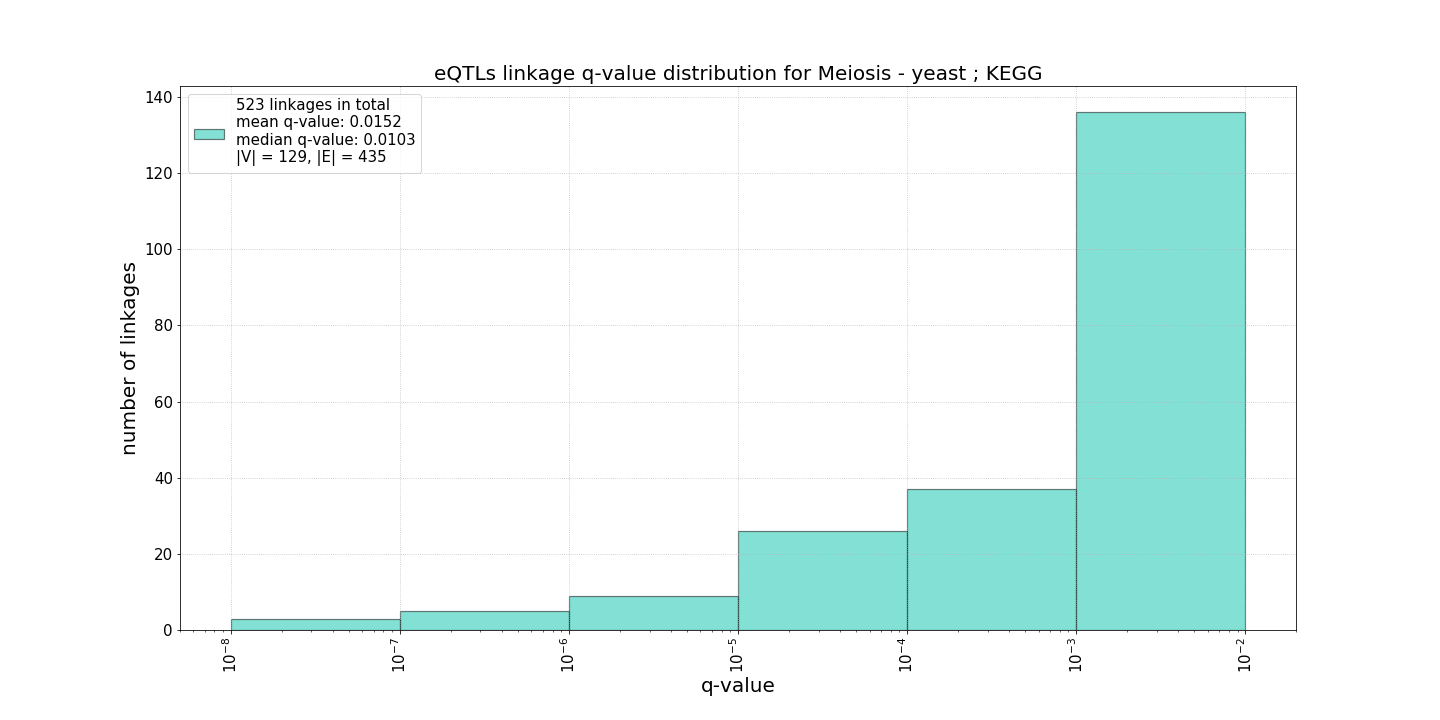 eQTLs linkage q-value distribution for Meiosis - yeast ; KEGG
523 linkages in total
mean q-value: 0.0152
median q-value: 0.0103
|V| = 129, |E| = 435
number of linkages
140
120
100
80
60
40
20
0
10⁻⁸
10⁻⁷
10⁻⁶
10⁻⁵
10⁻⁴
10⁻³
10⁻²
q-value